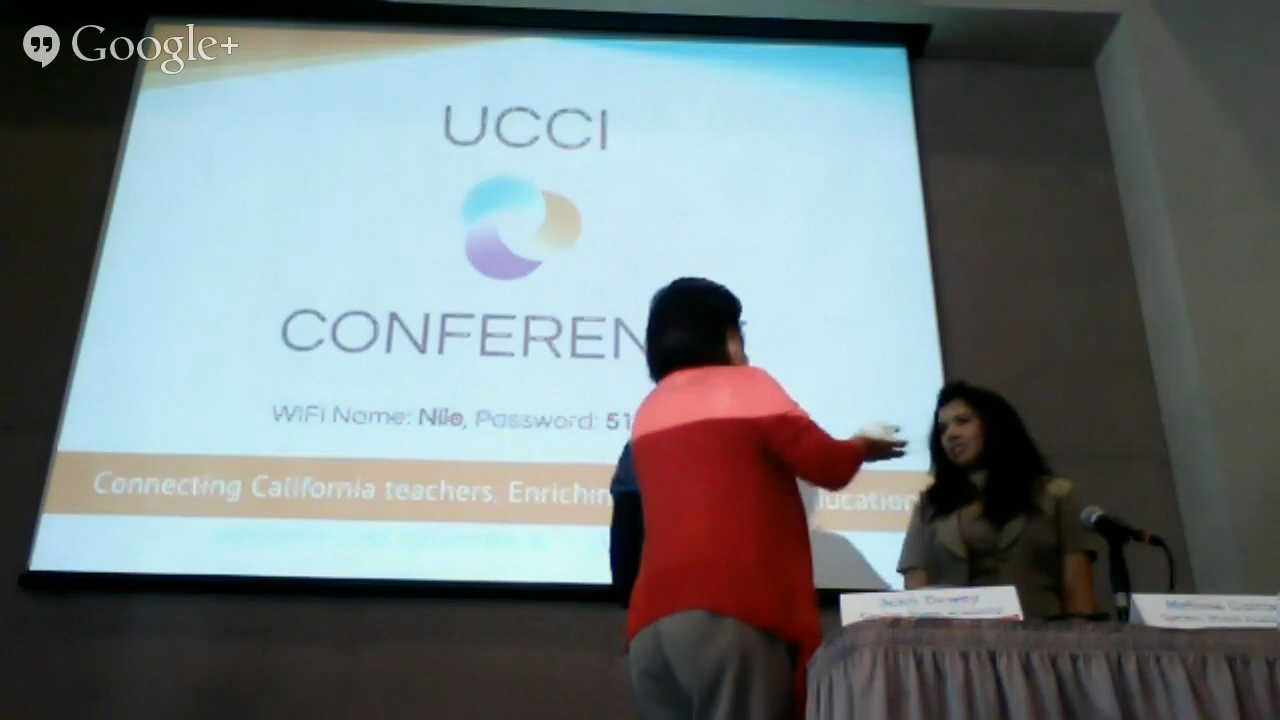 Google+
UCCI
CONFEREN
WiFi Name: Nile, Password: 51
Connecting California teachers. Enrichin lucation